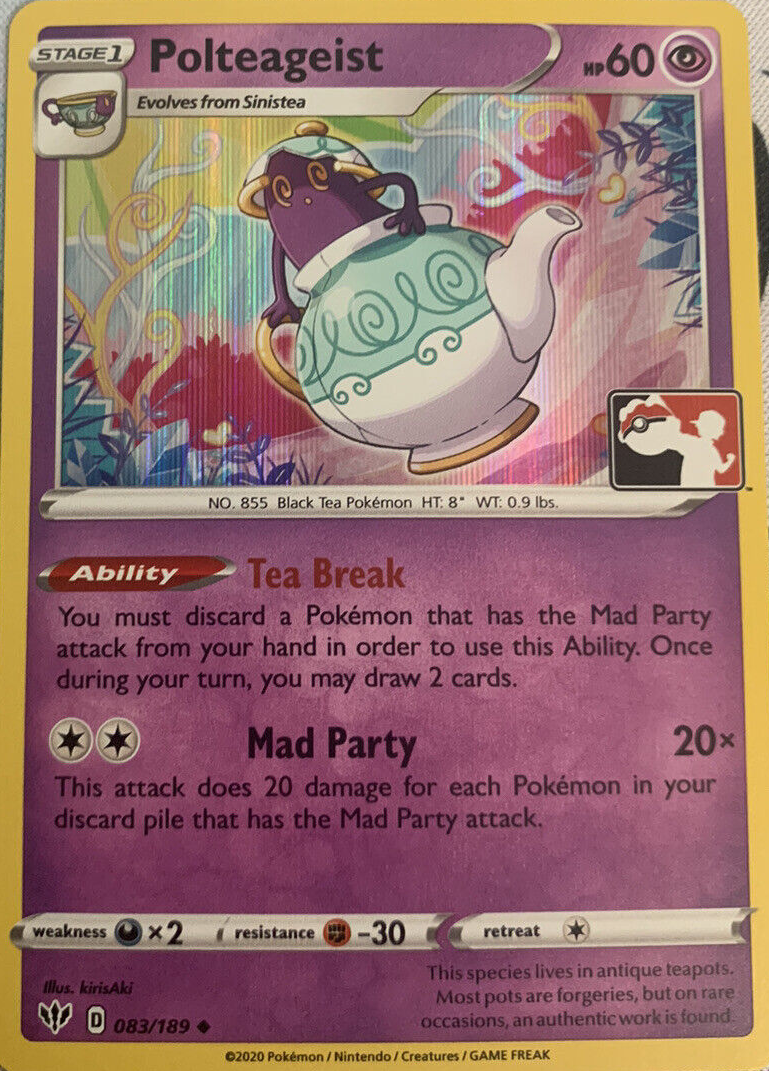 STAGE 1 Polteageist HP 60
Evolves from Sinistea
NO. 855 Black Tea Pokémon HT: 8" WT: 0.9 lbs.
Ability Tea Break
You must discard a Pokémon that has the Mad Party
attack from your hand in order to use this Ability. Once
during your turn, you may draw 2 cards.
Mad Party 20×
This attack does 20 damage for each Pokémon in your
discard pile that has the Mad Party attack.
weakness ×2 resistance -30 retreat
Illus. kirisAki
D 083/189
This species lives in antique teapots.
Most pots are forgeries, but on rare
occasions, an authentic work is found.
©2020 Pokémon / Nintendo / Creatures / GAME FREAK